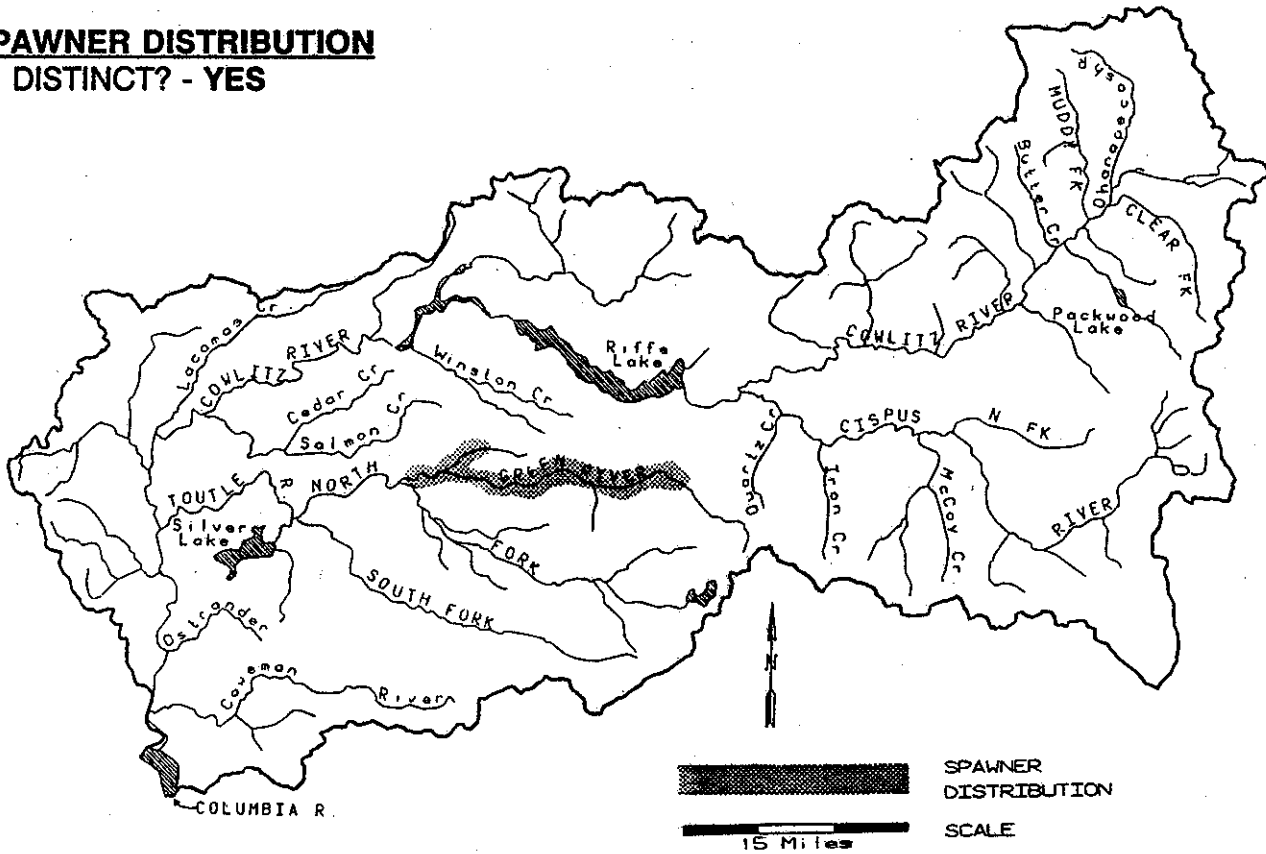 PAWNER DISTRIBUTION
DISTINCT? - YES
Ohanapecosh R
MUDDY FK
Butter Cr
CLEAR FK
Packwood Lake
COWLITZ RIVER
Lacamas Cr
COWLITZ RIVER
Riffe Lake
Winston Cr
Cedar Cr
Salmon Cr
CISPUS
N FK
RIVER
Quartz Cr
Iron Cr
McCoy Cr
GREEN RIVER
TOUTLE R
NORTH
FORK
Silver Lake
SOUTH FORK
Ostrander
Coweman
River
N
COLUMBIA R
SPAWNER
DISTRIBUTION
15 Miles
SCALE